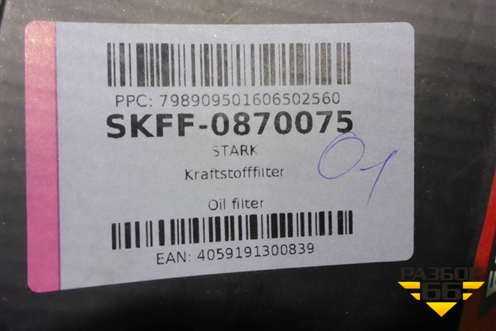 PPC: 798909501606502560
SKFF-0870075
STARK
Kraftstofffilter
Oil filter
EAN: 4059191300839
01
РАЗБОР
66